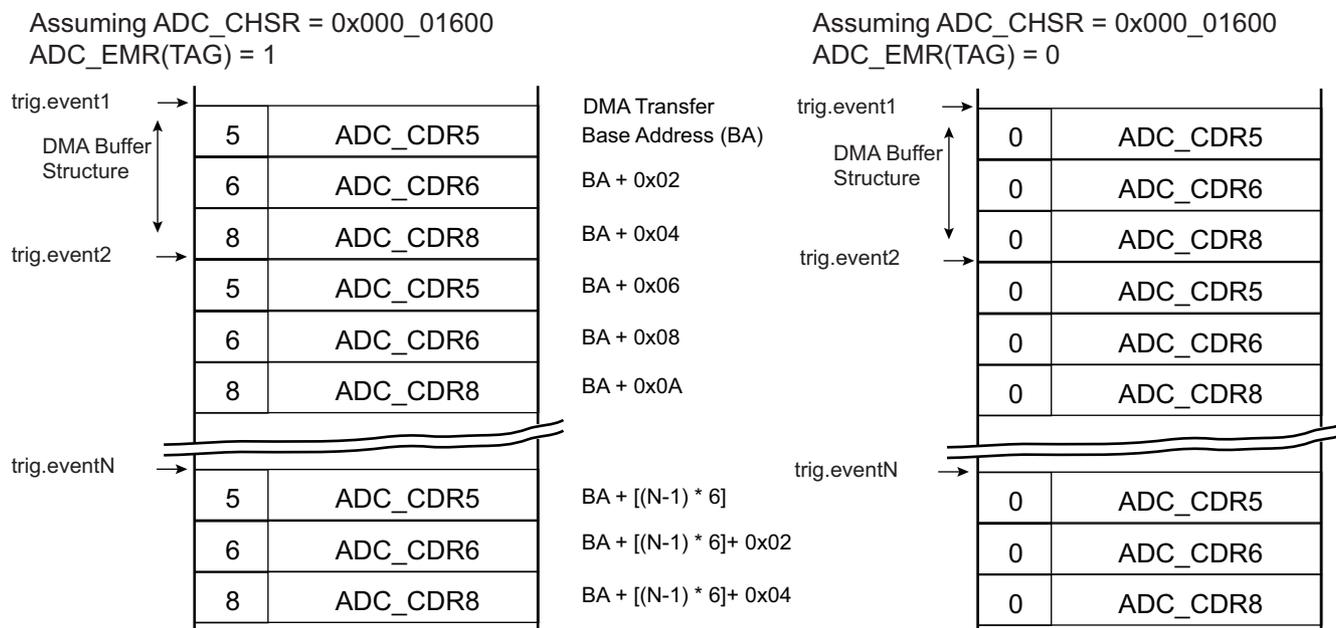 Assuming ADC_CHSR = 0x000_01600
ADC_EMR(TAG) = 1
trig.event1
DMA Buffer
Structure
trig.event2
trig.eventN
5 ADC_CDR5
6 ADC_CDR6
8 ADC_CDR8
5 ADC_CDR5
6 ADC_CDR6
8 ADC_CDR8
5 ADC_CDR5
6 ADC_CDR6
8 ADC_CDR8
DMA Transfer
Base Address (BA)
BA + 0x02
BA + 0x04
BA + 0x06
BA + 0x08
BA + 0x0A
BA + [(N-1) * 6]
BA + [(N-1) * 6]+ 0x02
BA + [(N-1) * 6]+ 0x04
Assuming ADC_CHSR = 0x000_01600
ADC_EMR(TAG) = 0
trig.event1
DMA Buffer
Structure
trig.event2
trig.eventN
0 ADC_CDR5
0 ADC_CDR6
0 ADC_CDR8
0 ADC_CDR5
0 ADC_CDR6
0 ADC_CDR8
0 ADC_CDR5
0 ADC_CDR6
0 ADC_CDR8